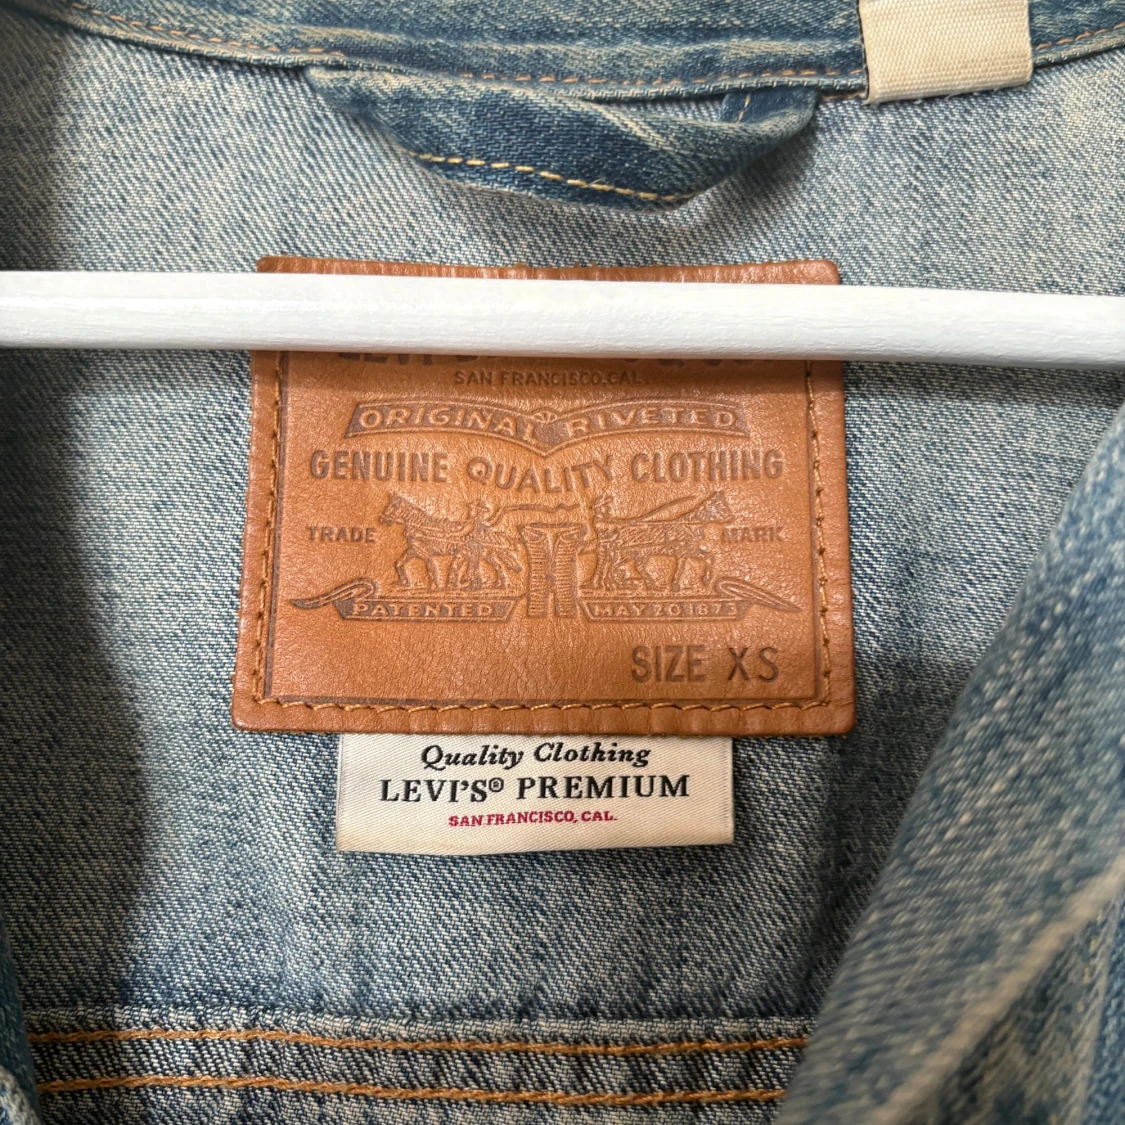 SAN FRANCISCO, CAL.
ORIGINAL RIVETED
GENUINE QUALITY CLOTHING
TRADE MARK
PATENTED MAY 20 1873
SIZE XS
Quality Clothing
LEVI'S® PREMIUM
SAN FRANCISCO, CAL.